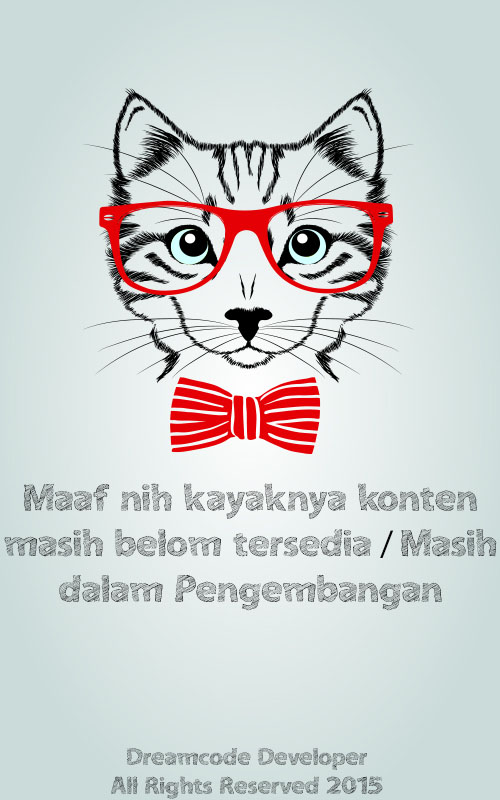 Maaf nih kayaknya konten
masih belom tersedia / Masih
dalam Pengembangan
Dreamcode Developer
All Rights Reserved 2015